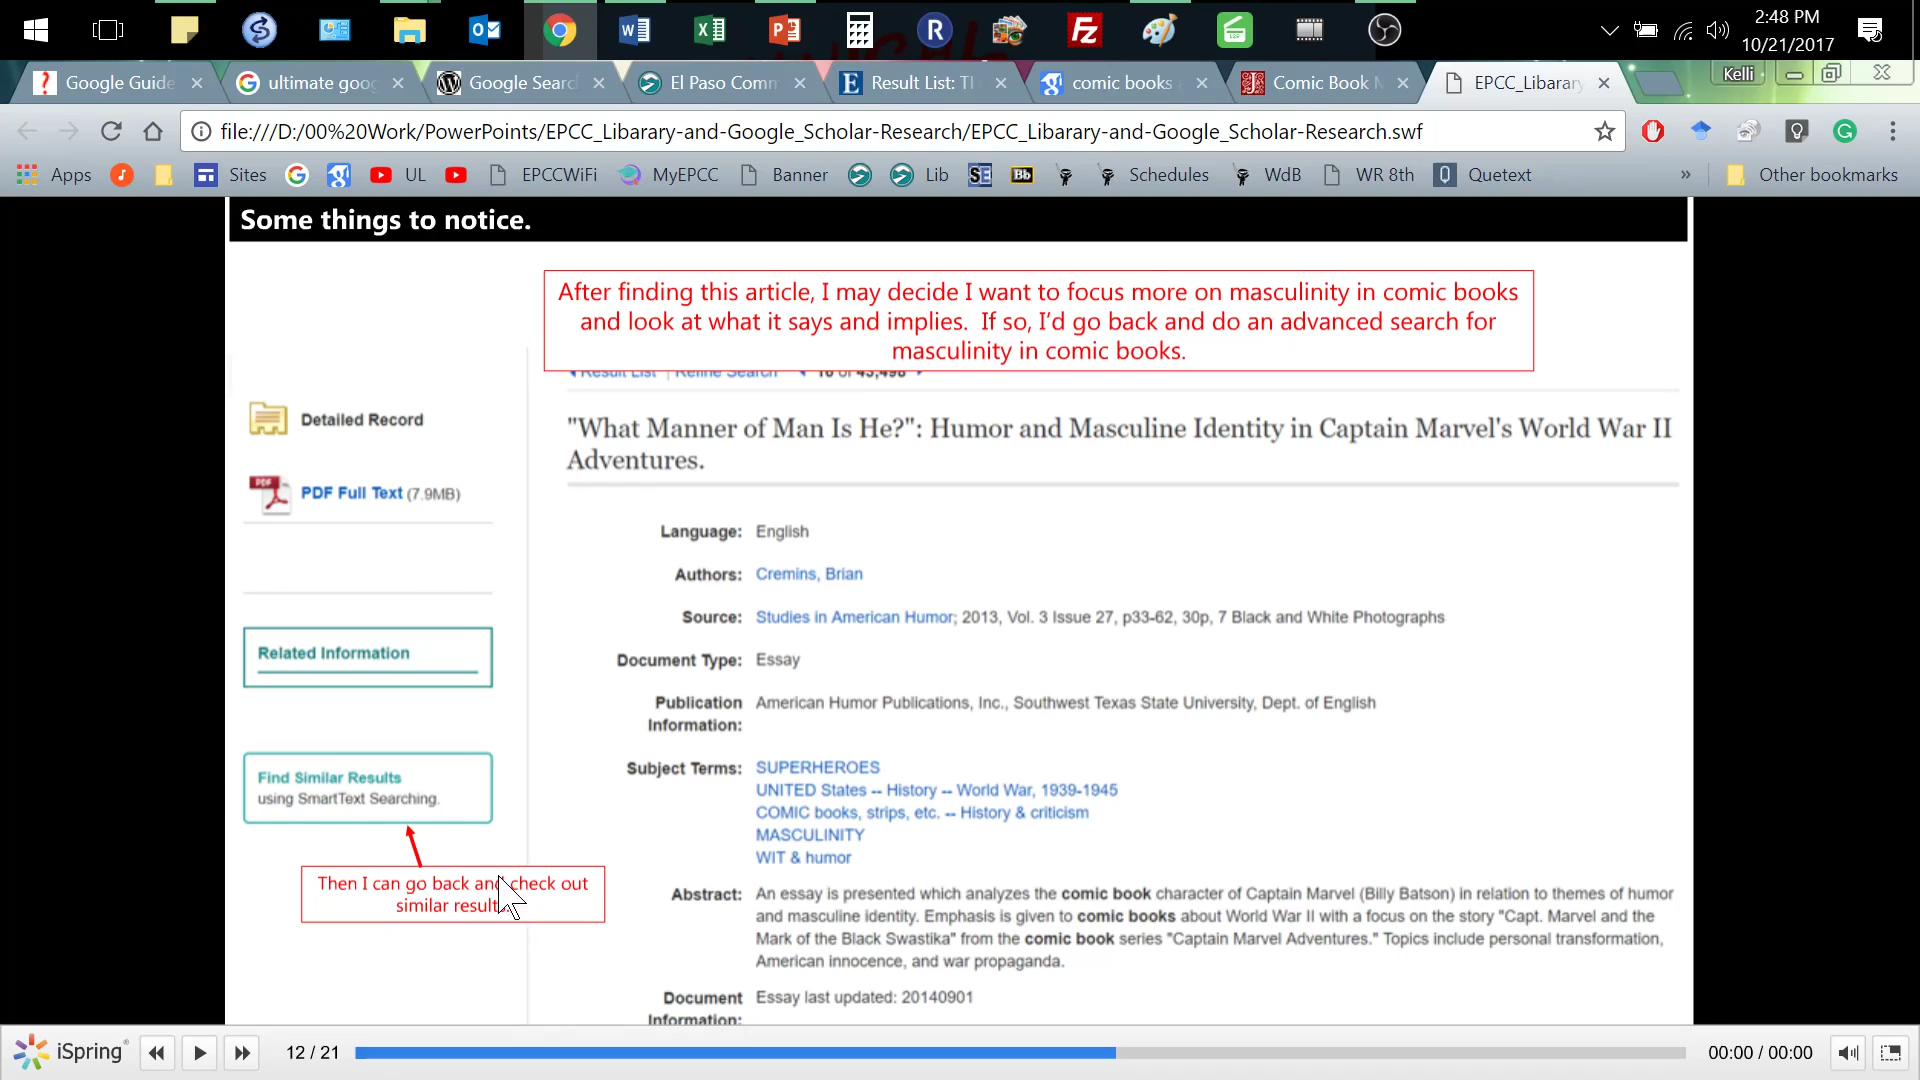 2:48 PM
10/21/2017
Google Guide
ultimate goo
Google Searc
El Paso Comm
Result List: Tl
comic books
Comic Book M
EPCC_Libarary
Kelli
file:///D:/00%20Work/PowerPoints/EPCC_Libarary-and-Google_Scholar-Research/EPCC_Libarary-and-Google_Scholar-Research.swf
Apps
Sites
UL
EPCCWiFi
MyEPCC
Banner
Lib
SE
Bb
Schedules
WdB
WR 8th
Quetext
»
Other bookmarks
Some things to notice.
After finding this article, I may decide I want to focus more on masculinity in comic books
and look at what it says and implies. If so, I'd go back and do an advanced search for
masculinity in comic books.
Result List Refine Search 10 of 43,498
Detailed Record
PDF Full Text (7.9MB)
Related Information
Find Similar Results
using SmartText Searching.
Then I can go back and check out
similar result
"What Manner of Man Is He?": Humor and Masculine Identity in Captain Marvel's World War II
Adventures.
Language: English
Authors: Cremins, Brian
Source: Studies in American Humor; 2013, Vol. 3 Issue 27, p33-62, 30p, 7 Black and White Photographs
Document Type: Essay
Publication American Humor Publications, Inc., Southwest Texas State University, Dept. of English
Information:
Subject Terms: SUPERHEROES
UNITED States -- History -- World War, 1939-1945
COMIC books, strips, etc. -- History & criticism
MASCULINITY
WIT & humor
Abstract: An essay is presented which analyzes the comic book character of Captain Marvel (Billy Batson) in relation to themes of humor
and masculine identity. Emphasis is given to comic books about World War II with a focus on the story "Capt. Marvel and the
Mark of the Black Swastika" from the comic book series "Captain Marvel Adventures." Topics include personal transformation,
American innocence, and war propaganda.
Document Essay last updated: 20140901
Information:
iSpring
12 / 21
00:00 / 00:00